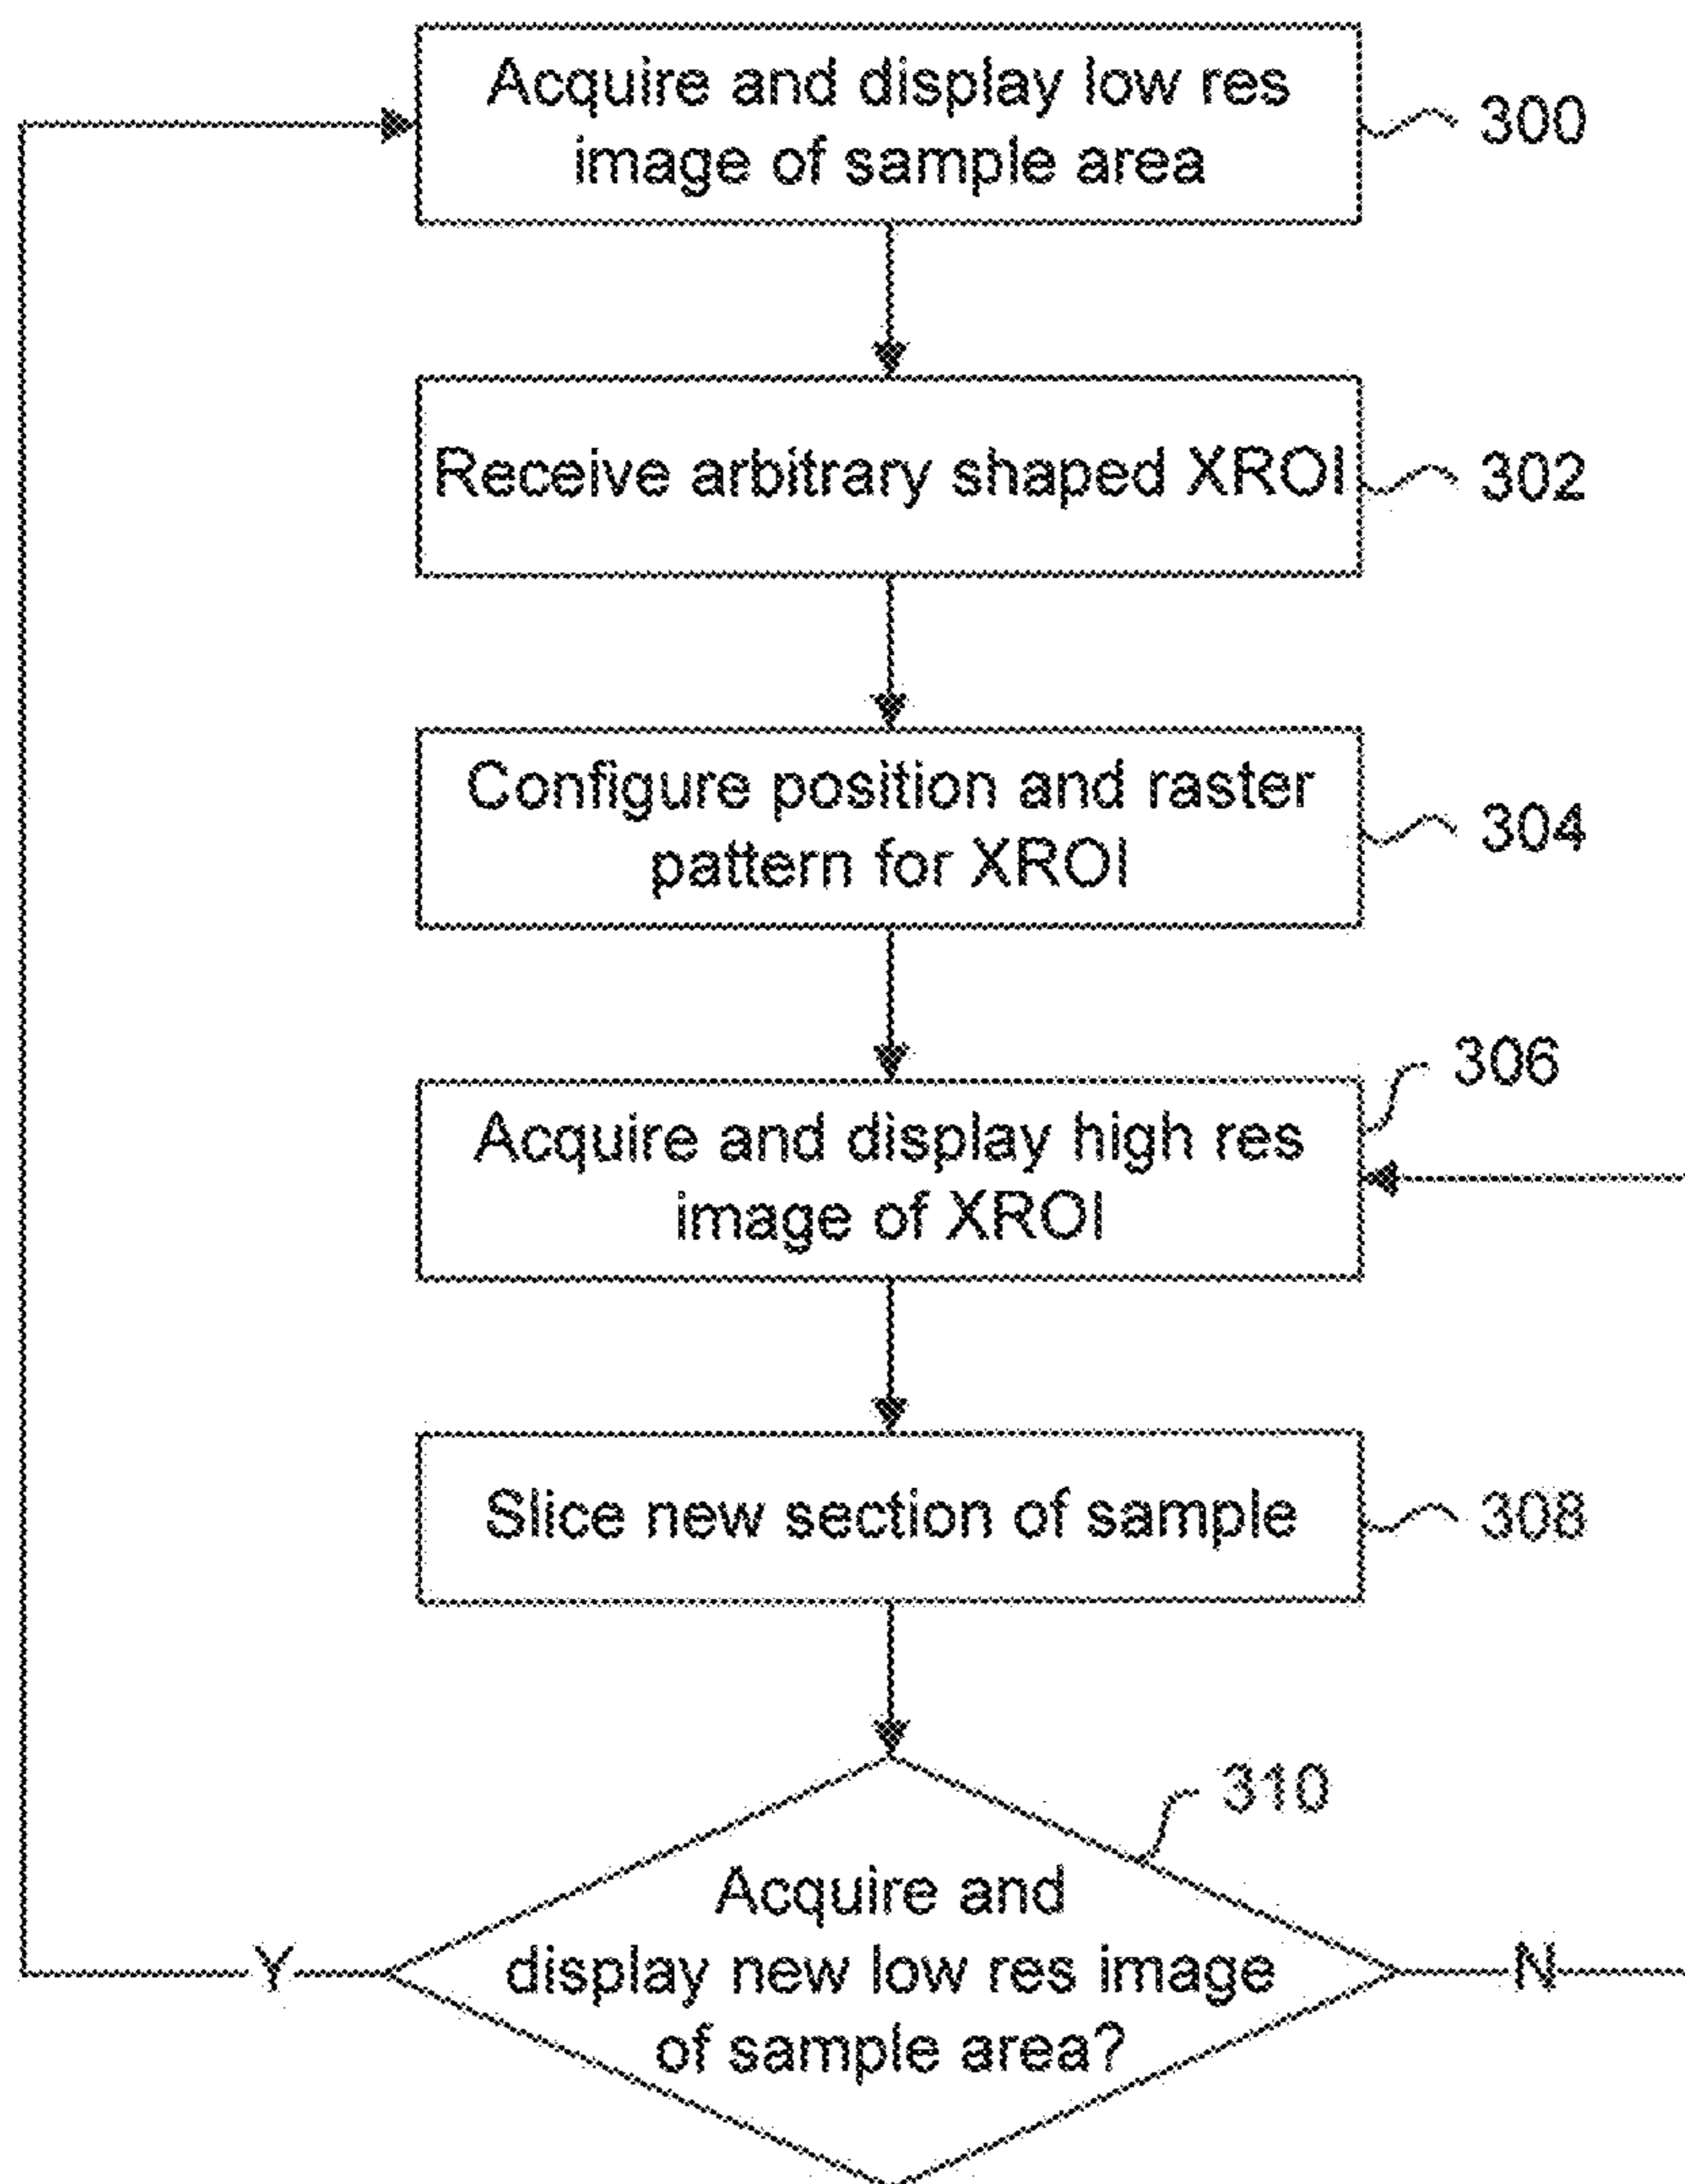 Acquire and display low res
image of sample area
300
Receive arbitrary shaped XROI
302
Configure position and raster
pattern for XROI
304
306
Acquire and display high res
image of XROI
Slice new section of sample
308
310
Acquire and
display new low res image
of sample area?
Y
N